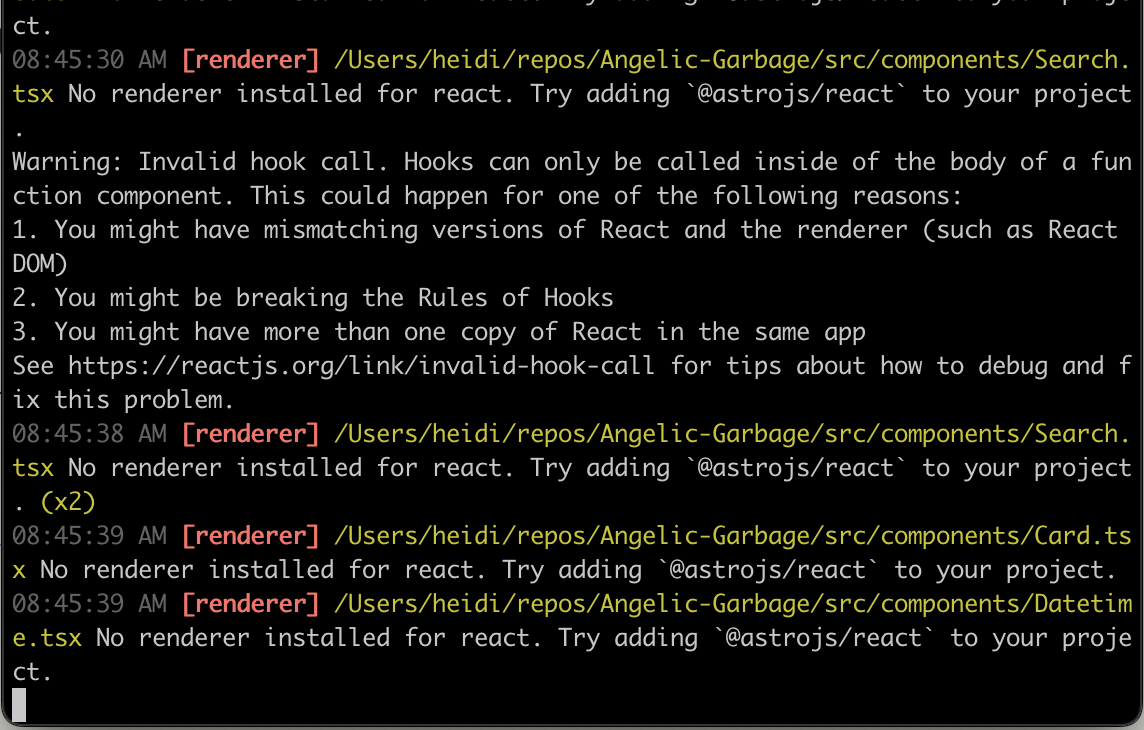 ct.
08:45:30 AM [renderer] /Users/heidi/repos/Angelic-Garbage/src/components/Search.
tsx No renderer installed for react. Try adding `@astrojs/react` to your project
.
Warning: Invalid hook call. Hooks can only be called inside of the body of a fun
ction component. This could happen for one of the following reasons:
1. You might have mismatching versions of React and the renderer (such as React
DOM)
2. You might be breaking the Rules of Hooks
3. You might have more than one copy of React in the same app
See https://reactjs.org/link/invalid-hook-call for tips about how to debug and f
ix this problem.
08:45:38 AM [renderer] /Users/heidi/repos/Angelic-Garbage/src/components/Search.
tsx No renderer installed for react. Try adding `@astrojs/react` to your project
. (x2)
08:45:39 AM [renderer] /Users/heidi/repos/Angelic-Garbage/src/components/Card.ts
x No renderer installed for react. Try adding `@astrojs/react` to your project.
08:45:39 AM [renderer] /Users/heidi/repos/Angelic-Garbage/src/components/Datetim
e.tsx No renderer installed for react. Try adding `@astrojs/react` to your proje
ct.